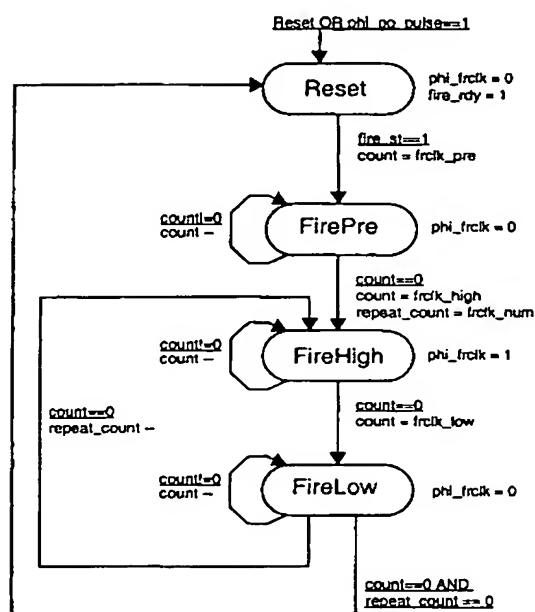 Reset OR phi_po_pulse==1
Reset
phi_frclk = 0
fire_rdy = 1
fire_st==1
count = frclk_pre
count!=0
count --
FirePre
phi_frclk = 0
count==0
count = frclk_high
repeat_count = frclk_num
count!=0
count --
FireHigh
phi_frclk = 1
count==0
repeat_count --
count==0
count = frclk_low
count!=0
count --
FireLow
phi_frclk = 0
count==0 AND
repeat_count == 0